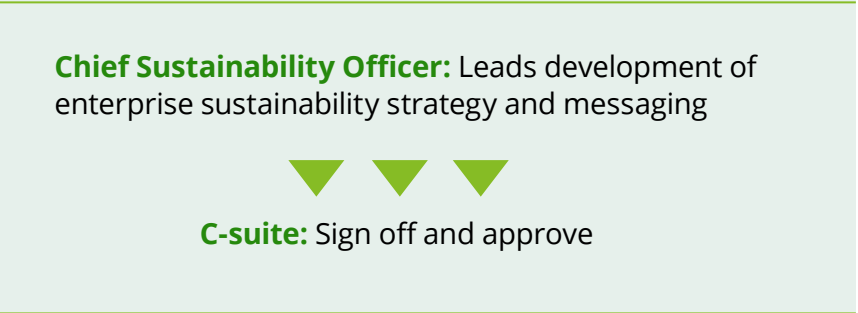 Chief Sustainability Officer: Leads development of
enterprise sustainability strategy and messaging
C-suite: Sign off and approve